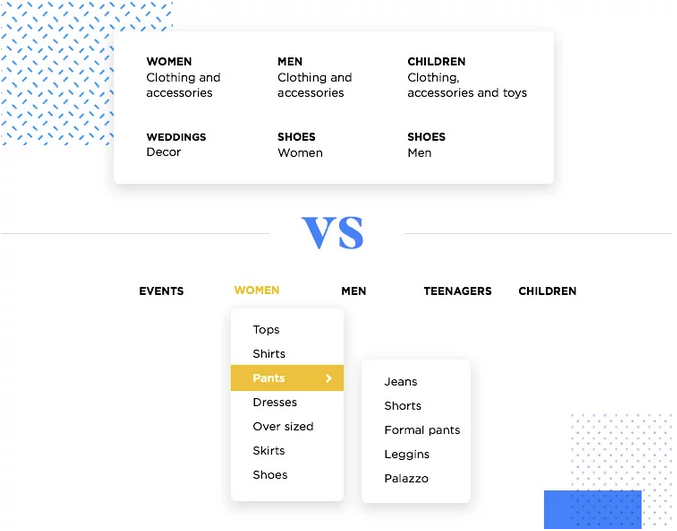 WOMEN
Clothing and
accessories
MEN
Clothing and
accessories
CHILDREN
Clothing,
accessories and toys
WEDDINGS
Decor
SHOES
Women
SHOES
Men
VS
EVENTS
WOMEN
MEN
TEENAGERS
CHILDREN
Tops
Shirts
Pants
Dresses
Over sized
Skirts
Shoes
Jeans
Shorts
Formal pants
Leggins
Palazzo